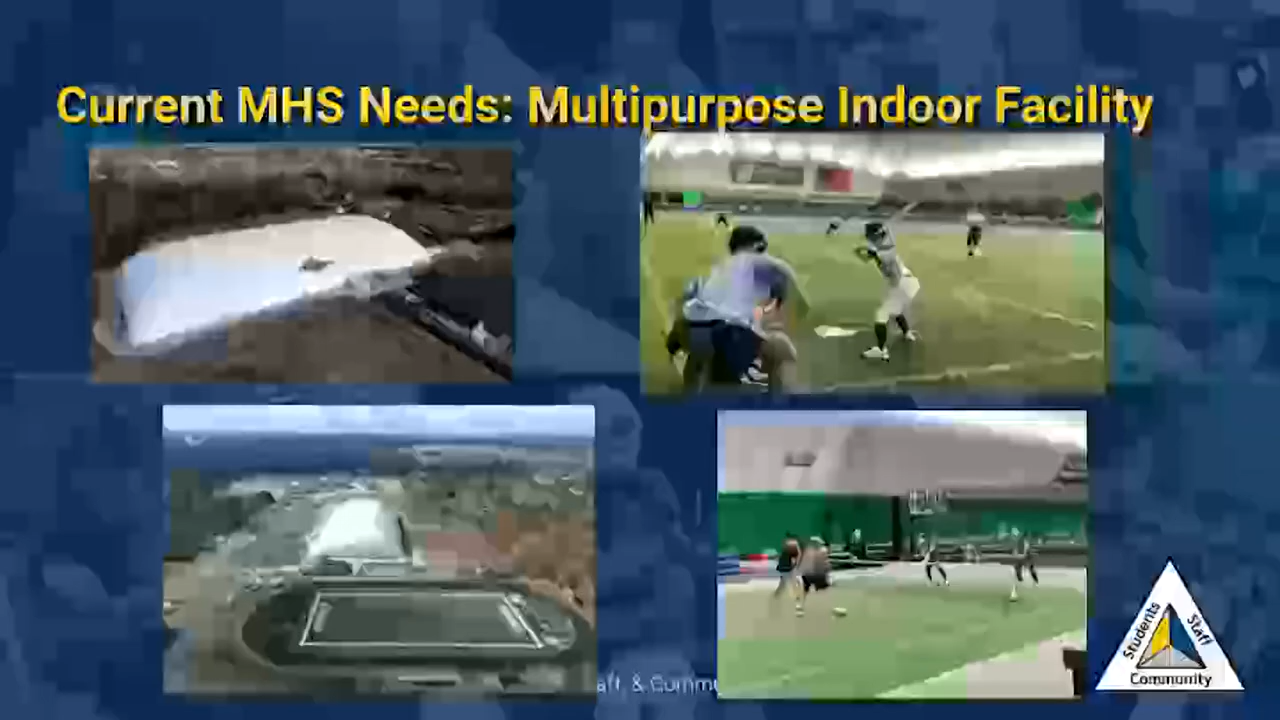 Current MHS Needs: Multipurpose Indoor Facility
Students
Staff
Community